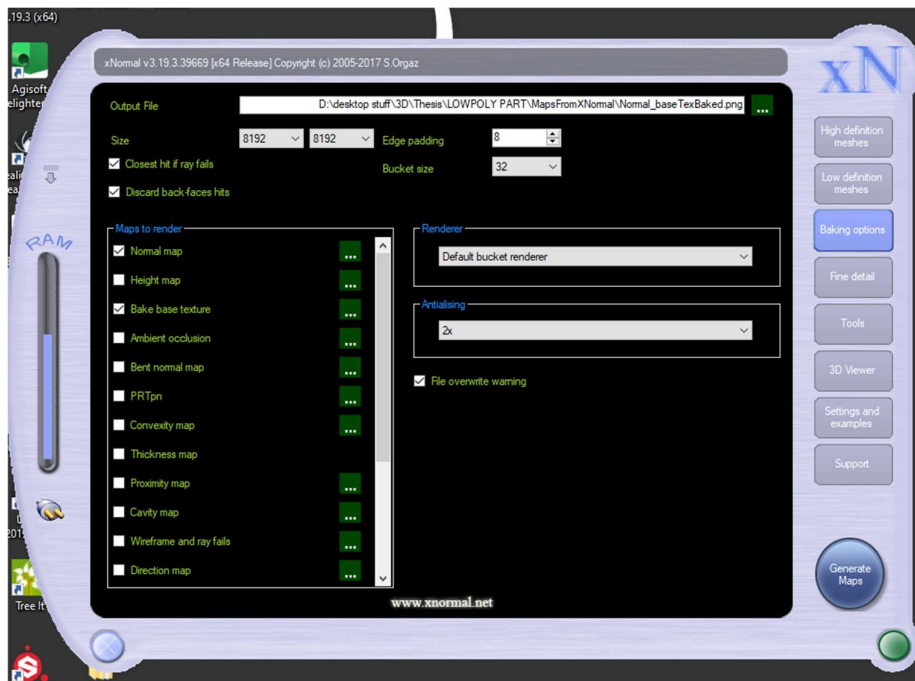 .19.3 (x64)
xNormal v3.19.3.39669 [x64 Release] Copyright (c) 2005-2017 S.Orgaz
xN
Agisoft
Output File
D:\desktop stuff\3D\Thesis\LOWPOLY PART\MapsFromXNormal\Normal_baseTexBaked.png
...
Size
8192
8192
Edge padding
8
Closest hit if ray fails
Bucket size
32
Discard back-faces hits
RAM
Maps to render
Normal map
...
Height map
...
Bake base texture
...
Ambient occlusion
...
Bent normal map
...
PRTpn
...
Convexity map
...
Thickness map
Proximity map
...
Cavity map
...
Wireframe and ray fails
...
Direction map
...
Renderer
Default bucket renderer
Antialising
2x
File overwrite warning
High definition
meshes
Low definition
meshes
Baking options
Fine detail
Tools
3D Viewer
Settings and
examples
Support
Generate
Maps
www.xnormal.net
Tree It